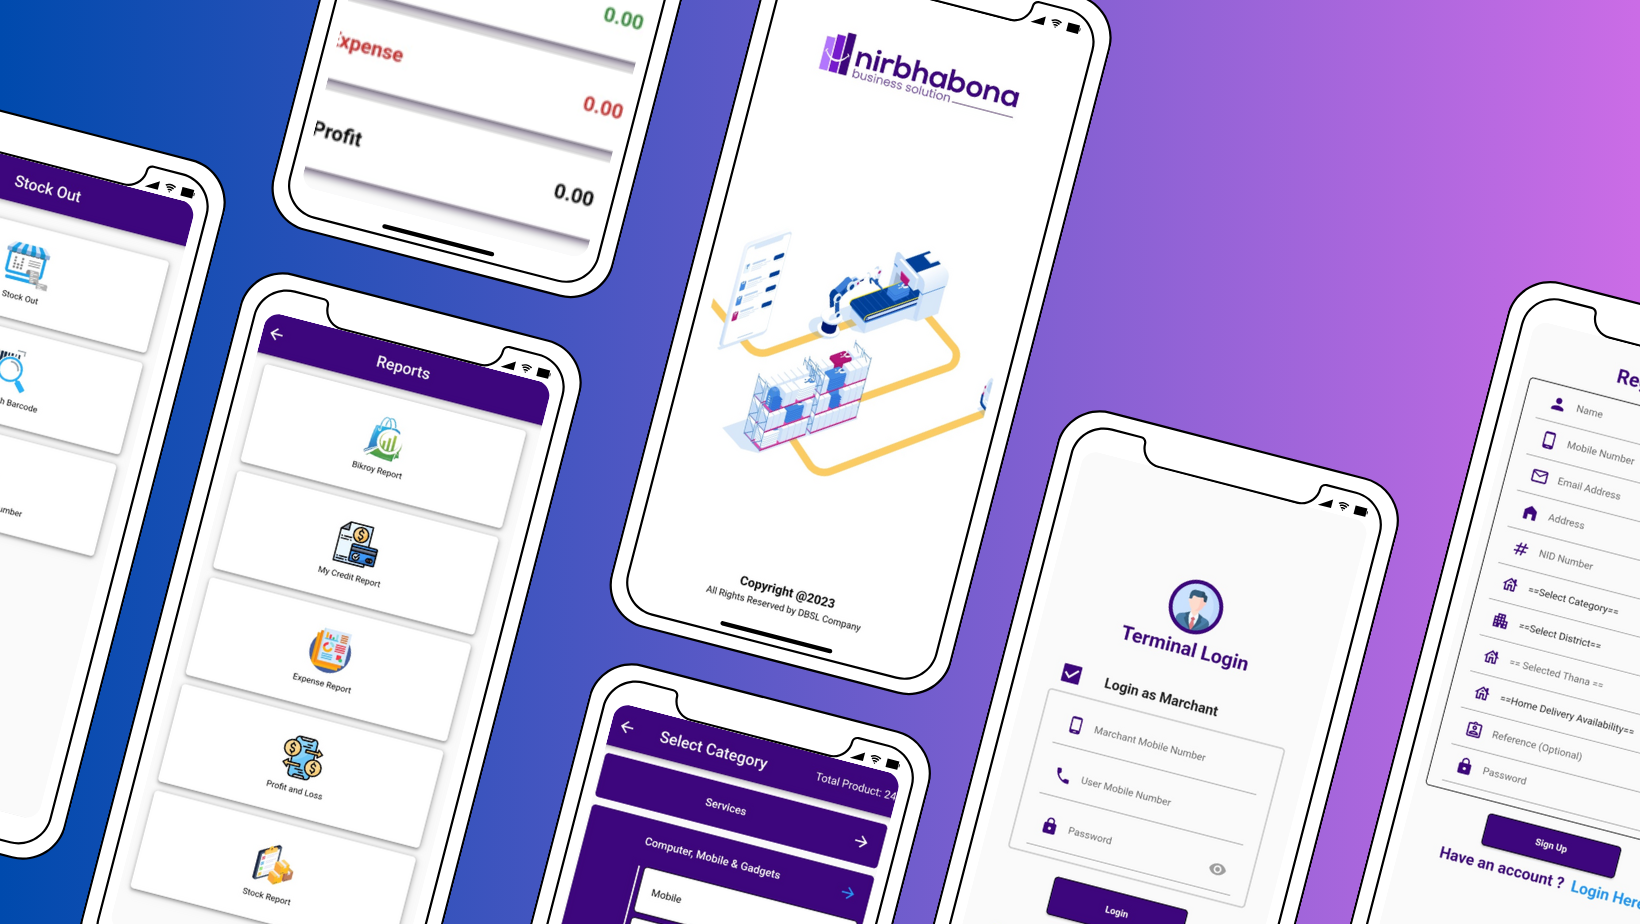 Stock Out
Stock Out
Barcode
0.00
xpense
0.00
Profit
0.00
Reports
Bikroy Report
My Credit Report
Expense Report
Profit and Loss
Stock Report
nirbhabona
business solution
Copyright @2023
All Rights Reserved by DBSL Company
Select Category
Total Product: 24
Services
Computer, Mobile & Gadgets
Mobile
Terminal Login
Login as Marchant
Marchant Mobile Number
User Mobile Number
Password
Login
Name
Mobile Number
Email Address
Address
NID Number
==Select Category==
==Select District==
== Selected Thana ==
==Home Delivery Availability==
Reference (Optional)
Password
Sign Up
Have an account ? Login Here